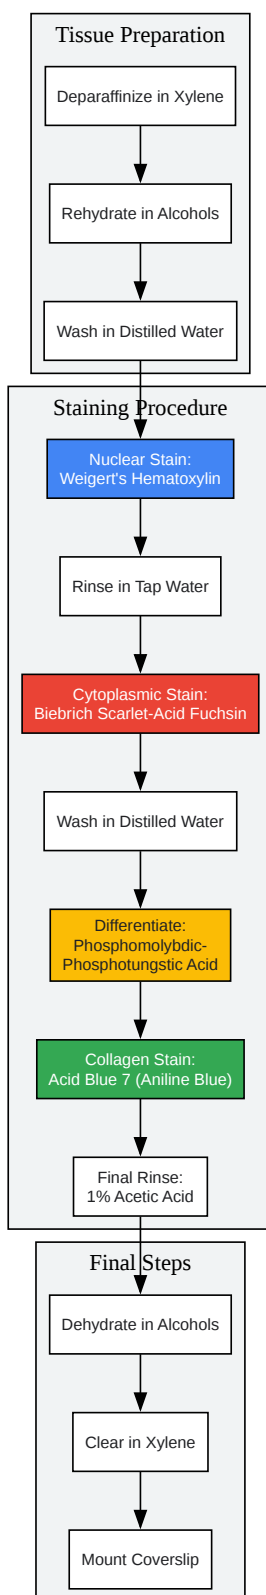 Tissue Preparation
Deparaffinize in Xylene
Rehydrate in Alcohols
Wash in Distilled Water
Staining Procedure
Nuclear Stain:
Weigert's Hematoxylin
Rinse in Tap Water
Cytoplasmic Stain:
Biebrich Scarlet-Acid Fuchsin
Wash in Distilled Water
Differentiate:
Phosphomolybdic-
Phosphotungstic Acid
Collagen Stain:
Acid Blue 7 (Aniline Blue)
Final Rinse:
1% Acetic Acid
Final Steps
Dehydrate in Alcohols
Clear in Xylene
Mount Coverslip